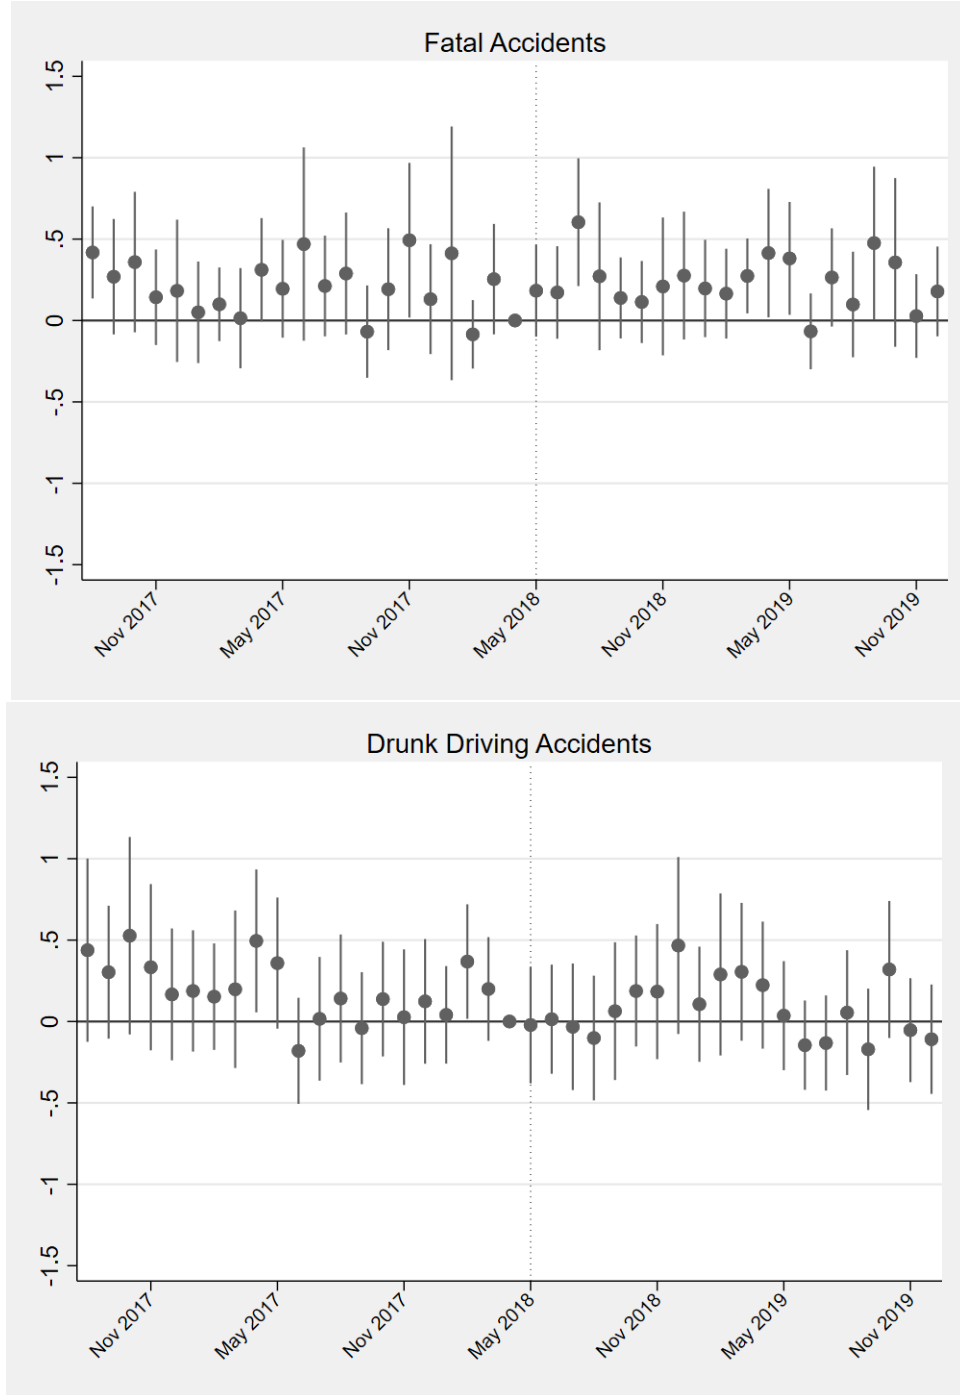 Fatal Accidents
1.5
1
.5
0
-.5
-1
-1.5
Nov 2017
May 2017
Nov 2017
May 2018
Nov 2018
May 2019
Nov 2019
Drunk Driving Accidents
1.5
1
.5
0
-.5
-1
-1.5
Nov 2017
May 2017
Nov 2017
May 2018
Nov 2018
May 2019
Nov 2019